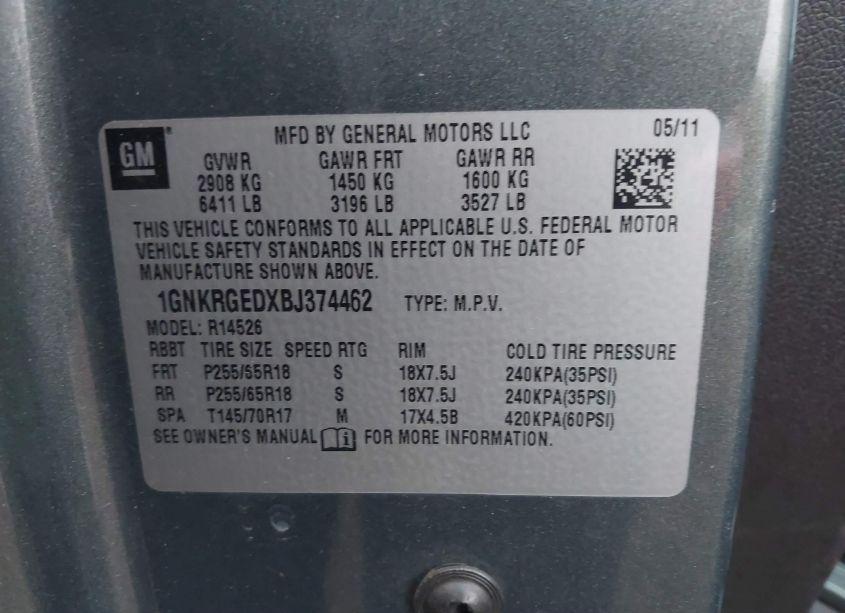 GM
MFD BY GENERAL MOTORS LLC 05/11
GVWR GAWR FRT GAWR RR
2908 KG 1450 KG 1600 KG
6411 LB 3196 LB 3527 LB
THIS VEHICLE CONFORMS TO ALL APPLICABLE U.S. FEDERAL MOTOR
VEHICLE SAFETY STANDARDS IN EFFECT ON THE DATE OF
MANUFACTURE SHOWN ABOVE.
1GNKRGEDXBJ374462 TYPE: M.P.V.
MODEL: R14526
RBBT TIRE SIZE SPEED RTG RIM COLD TIRE PRESSURE
FRT P255/65R18 S 18X7.5J 240KPA(35PSI)
RR P255/65R18 S 18X7.5J 240KPA(35PSI)
SPA T145/70R17 M 17X4.5B 420KPA(60PSI)
SEE OWNER'S MANUAL FOR MORE INFORMATION.